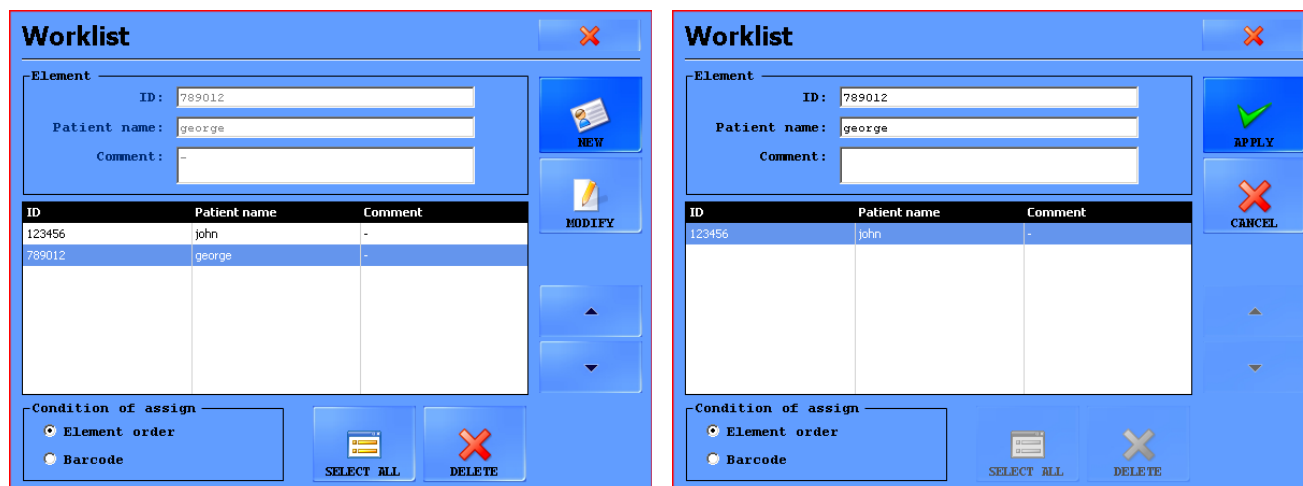 Worklist
Element
ID: 789012
Patient name: george
Comment: -
NEW
MODIFY
ID Patient name Comment
123456 john -
789012 george -
Condition of assign
Element order
Barcode
SELECT ALL
DELETE
Worklist
Element
ID: 789012
Patient name: george
Comment:
APPLY
CANCEL
ID Patient name Comment
123456 john -
Condition of assign
Element order
Barcode
SELECT ALL
DELETE